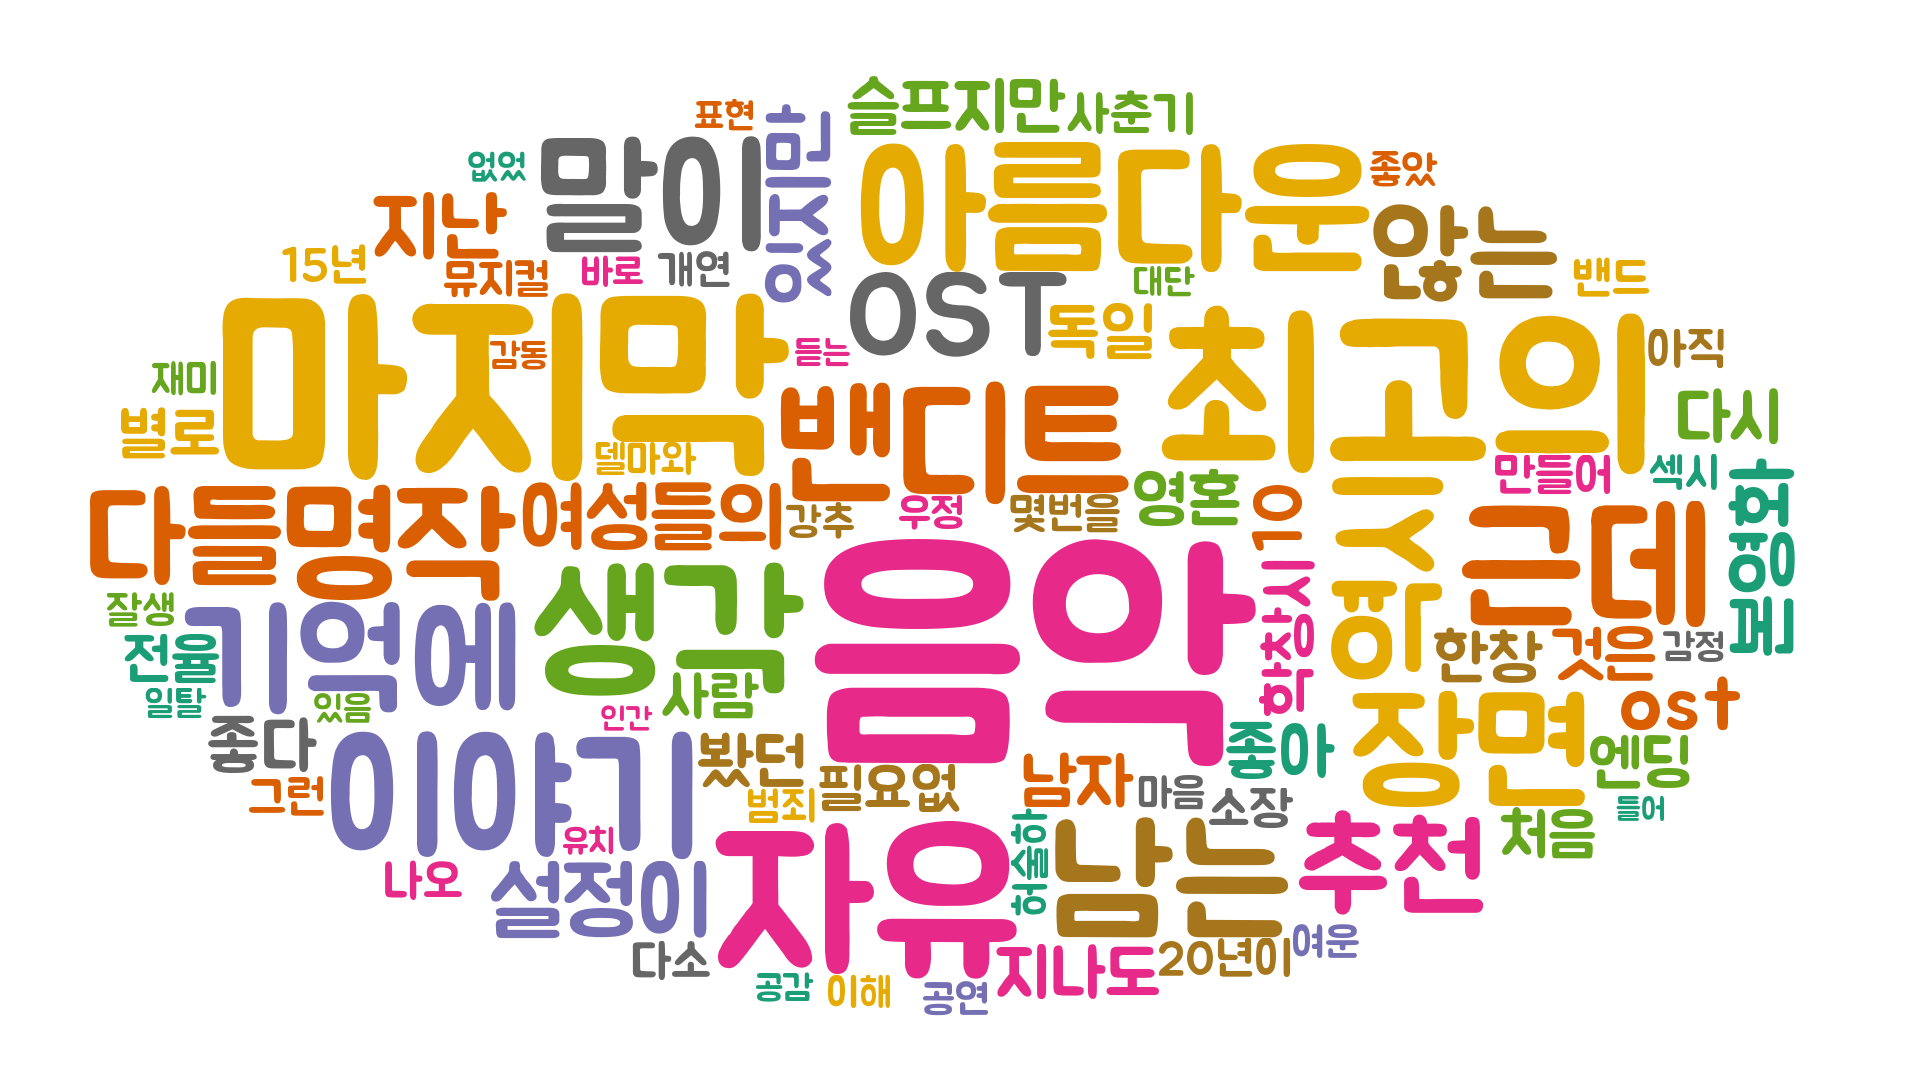 슬프지만
사춘기
표현
멋있한
말이
아름다운
없었
좋았
지난
않는
15년
뮤지컬
바로
개연
OST
대단
밴드
마지막
감동
듣는
독일
최고의
아직
재미
별로
밴디트
다시
델마와
만들어
섹시
본영화
다들명작
여성들의
강추
우정
몇번을
영혼
10
근데
생각
음악
학창시
잘생
기억에
전율
한창
것은
감정
일탈
있음
사람
인간
장면
ost
좋다
이야기
봤던
필요없
남자
마음
소장
좋아
엔딩
그런
범죄
유치
자유
허술하
남는
추천
처음
들어
나오
설정이
다소
지나도
20년이
여운
공감
이해
공연